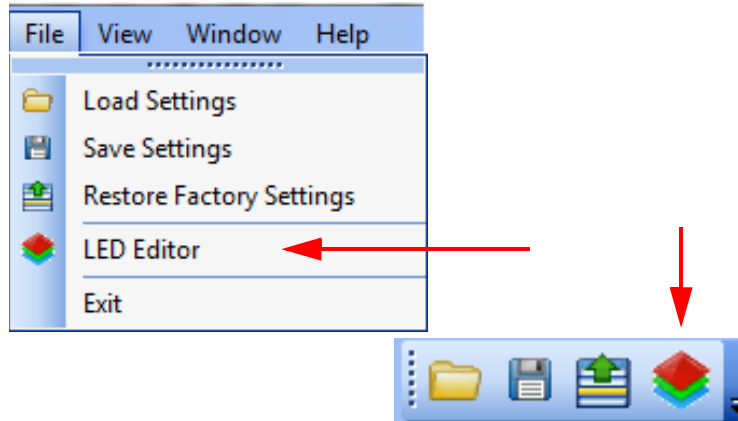 File View Window Help
Load Settings
Save Settings
Restore Factory Settings
LED Editor
Exit